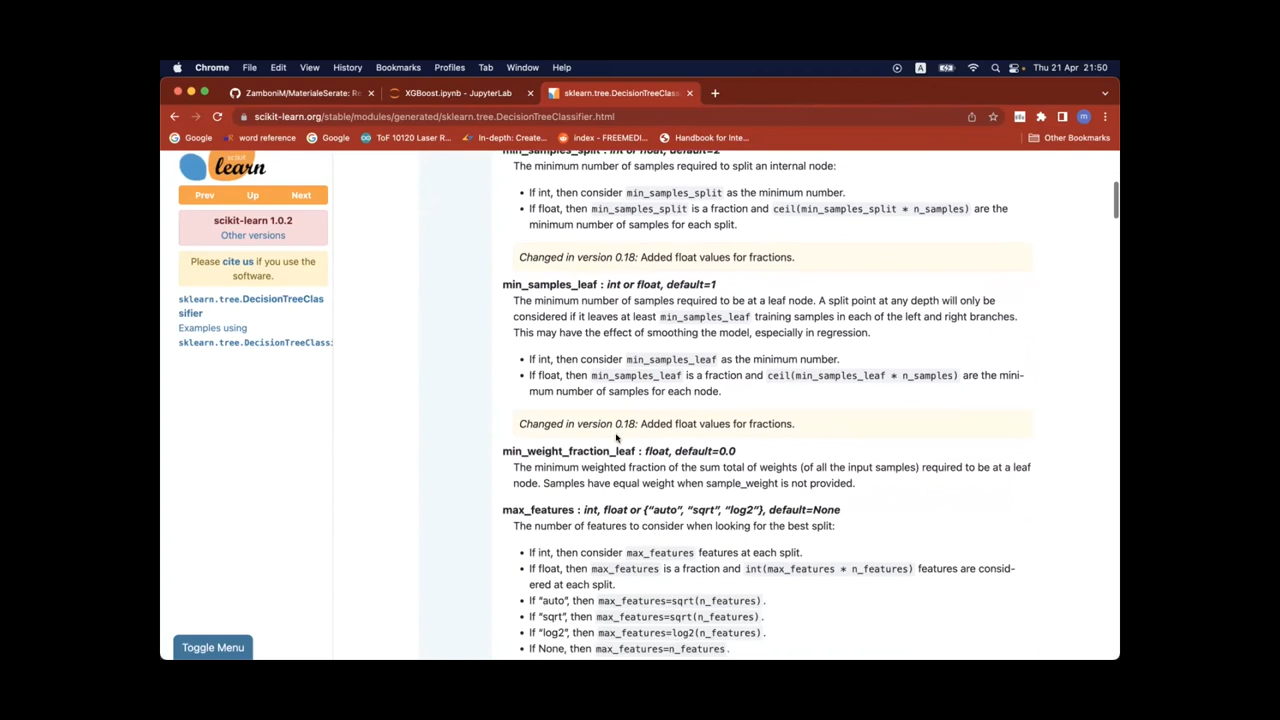 Chrome File Edit View History Bookmarks Profiles Tab Window Help A Thu 21 Apr 21:50
ZamboniM/MaterialeSerate: Re XGBoost.ipynb - JupyterLab sklearn.tree.DecisionTreeClass
scikit-learn.org/stable/modules/generated/sklearn.tree.DecisionTreeClassifier.html m
Google word reference Google ToF 10120 Laser R... In-depth: Create... index - FREEMEDI... Handbook for Inte... Other Bookmarks
scikit
learn
Prev Up Next
scikit-learn 1.0.2
Other versions
Please cite us if you use the
software.
sklearn.tree.DecisionTreeClas
sifier
Examples using
sklearn.tree.DecisionTreeClass
Toggle Menu
min_samples_split : int or float, default=2
The minimum number of samples required to split an internal node:
• If int, then consider min_samples_split as the minimum number.
• If float, then min_samples_split is a fraction and ceil(min_samples_split * n_samples) are the
minimum number of samples for each split.
Changed in version 0.18: Added float values for fractions.
min_samples_leaf : int or float, default=1
The minimum number of samples required to be at a leaf node. A split point at any depth will only be
considered if it leaves at least min_samples_leaf training samples in each of the left and right branches.
This may have the effect of smoothing the model, especially in regression.
• If int, then consider min_samples_leaf as the minimum number.
• If float, then min_samples_leaf is a fraction and ceil(min_samples_leaf * n_samples) are the mini-
mum number of samples for each node.
Changed in version 0.18: Added float values for fractions.
min_weight_fraction_leaf : float, default=0.0
The minimum weighted fraction of the sum total of weights (of all the input samples) required to be at a leaf
node. Samples have equal weight when sample_weight is not provided.
max_features : int, float or {“auto”, “sqrt”, “log2”}, default=None
The number of features to consider when looking for the best split:
• If int, then consider max_features features at each split.
• If float, then max_features is a fraction and int(max_features * n_features) features are consid-
ered at each split.
• If “auto”, then max_features=sqrt(n_features).
• If “sqrt”, then max_features=sqrt(n_features).
• If “log2”, then max_features=log2(n_features).
• If None, then max_features=n_features.